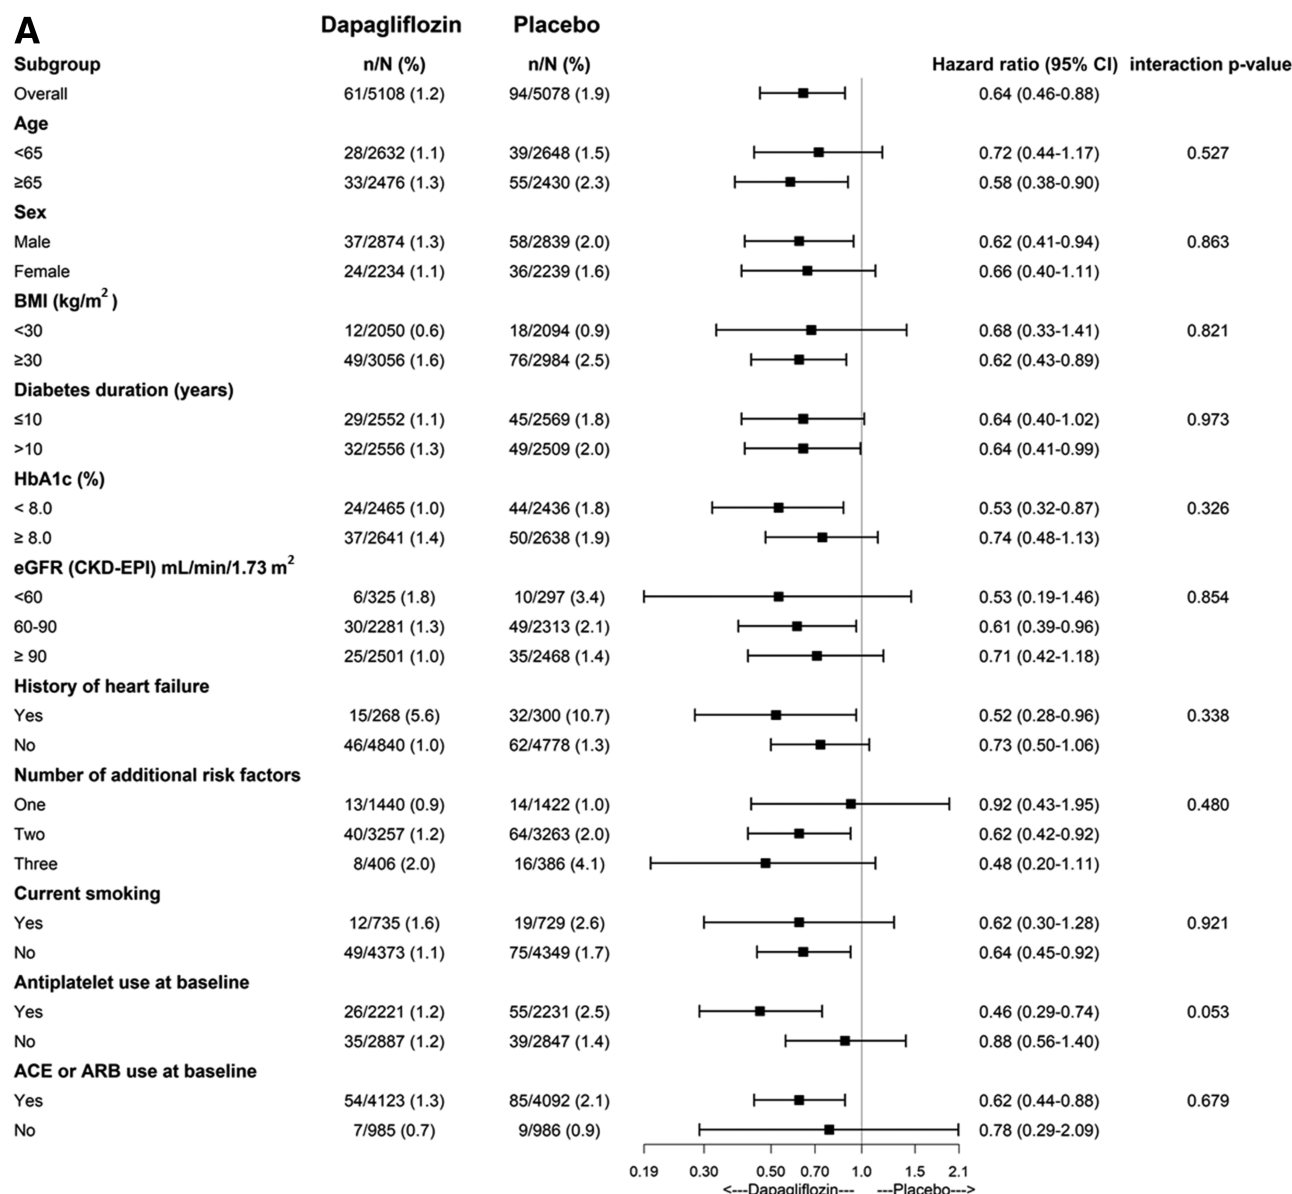 A
Dapagliflozin Placebo
Subgroup n/N (%) n/N (%) Hazard ratio (95% CI) interaction p-value
Overall 61/5108 (1.2) 94/5078 (1.9) 0.64 (0.46-0.88)
Age
<65 28/2632 (1.1) 39/2648 (1.5) 0.72 (0.44-1.17) 0.527
≥65 33/2476 (1.3) 55/2430 (2.3) 0.58 (0.38-0.90)
Sex
Male 37/2874 (1.3) 58/2839 (2.0) 0.62 (0.41-0.94) 0.863
Female 24/2234 (1.1) 36/2239 (1.6) 0.66 (0.40-1.11)
BMI (kg/m²)
<30 12/2050 (0.6) 18/2094 (0.9) 0.68 (0.33-1.41) 0.821
≥30 49/3056 (1.6) 76/2984 (2.5) 0.62 (0.43-0.89)
Diabetes duration (years)
≤10 29/2552 (1.1) 45/2569 (1.8) 0.64 (0.40-1.02) 0.973
>10 32/2556 (1.3) 49/2509 (2.0) 0.64 (0.41-0.99)
HbA1c (%)
< 8.0 24/2465 (1.0) 44/2436 (1.8) 0.53 (0.32-0.87) 0.326
≥ 8.0 37/2641 (1.4) 50/2638 (1.9) 0.74 (0.48-1.13)
eGFR (CKD-EPI) mL/min/1.73 m²
<60 6/325 (1.8) 10/297 (3.4) 0.53 (0.19-1.46) 0.854
60-90 30/2281 (1.3) 49/2313 (2.1) 0.61 (0.39-0.96)
≥ 90 25/2501 (1.0) 35/2468 (1.4) 0.71 (0.42-1.18)
History of heart failure
Yes 15/268 (5.6) 32/300 (10.7) 0.52 (0.28-0.96) 0.338
No 46/4840 (1.0) 62/4778 (1.3) 0.73 (0.50-1.06)
Number of additional risk factors
One 13/1440 (0.9) 14/1422 (1.0) 0.92 (0.43-1.95) 0.480
Two 40/3257 (1.2) 64/3263 (2.0) 0.62 (0.42-0.92)
Three 8/406 (2.0) 16/386 (4.1) 0.48 (0.20-1.11)
Current smoking
Yes 12/735 (1.6) 19/729 (2.6) 0.62 (0.30-1.28) 0.921
No 49/4373 (1.1) 75/4349 (1.7) 0.64 (0.45-0.92)
Antiplatelet use at baseline
Yes 26/2221 (1.2) 55/2231 (2.5) 0.46 (0.29-0.74) 0.053
No 35/2887 (1.2) 39/2847 (1.4) 0.88 (0.56-1.40)
ACE or ARB use at baseline
Yes 54/4123 (1.3) 85/4092 (2.1) 0.62 (0.44-0.88) 0.679
No 7/985 (0.7) 9/986 (0.9) 0.78 (0.29-2.09)
0.19 0.30 0.50 0.70 1.0 1.5 2.1
<---Dapagliflozin--- ---Placebo--->